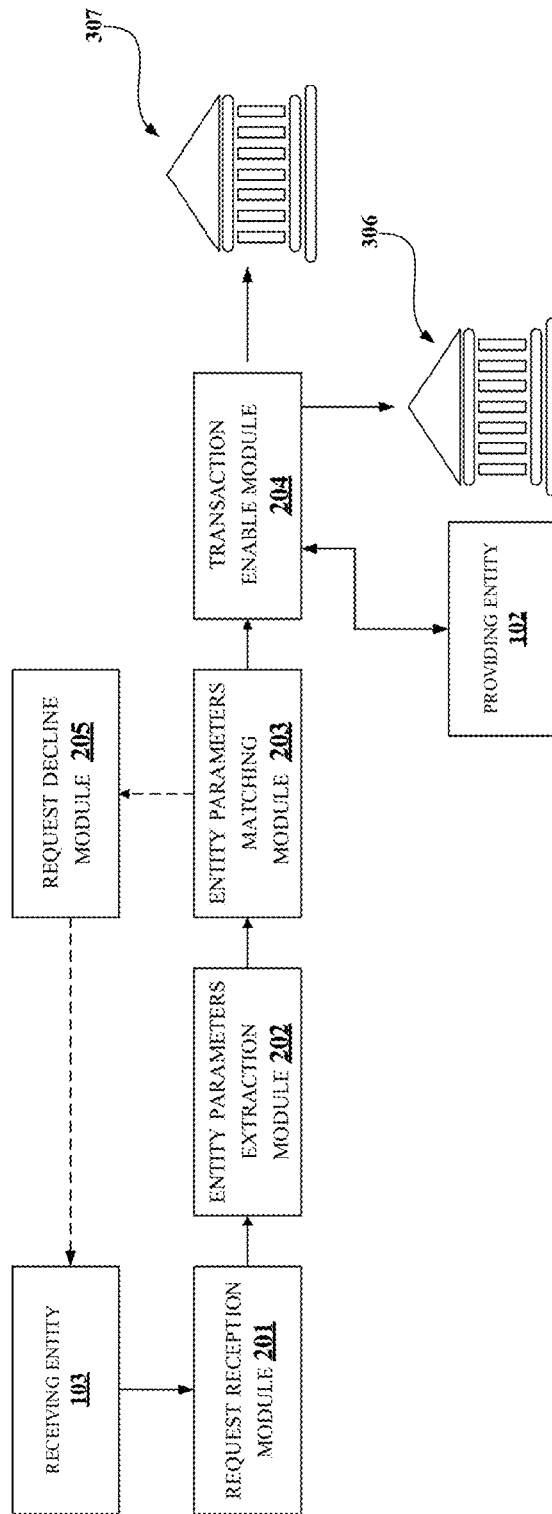 RECEIVING ENTITY
103
REQUEST DECLINE
MODULE 205
307
REQUEST RECEPTION
MODULE 201
ENTITY PARAMETERS
EXTRACTION
MODULE 202
ENTITY PARAMETERS
MATCHING
MODULE 203
TRANSACTION
ENABLE MODULE
204
306
PROVIDING ENTITY
102